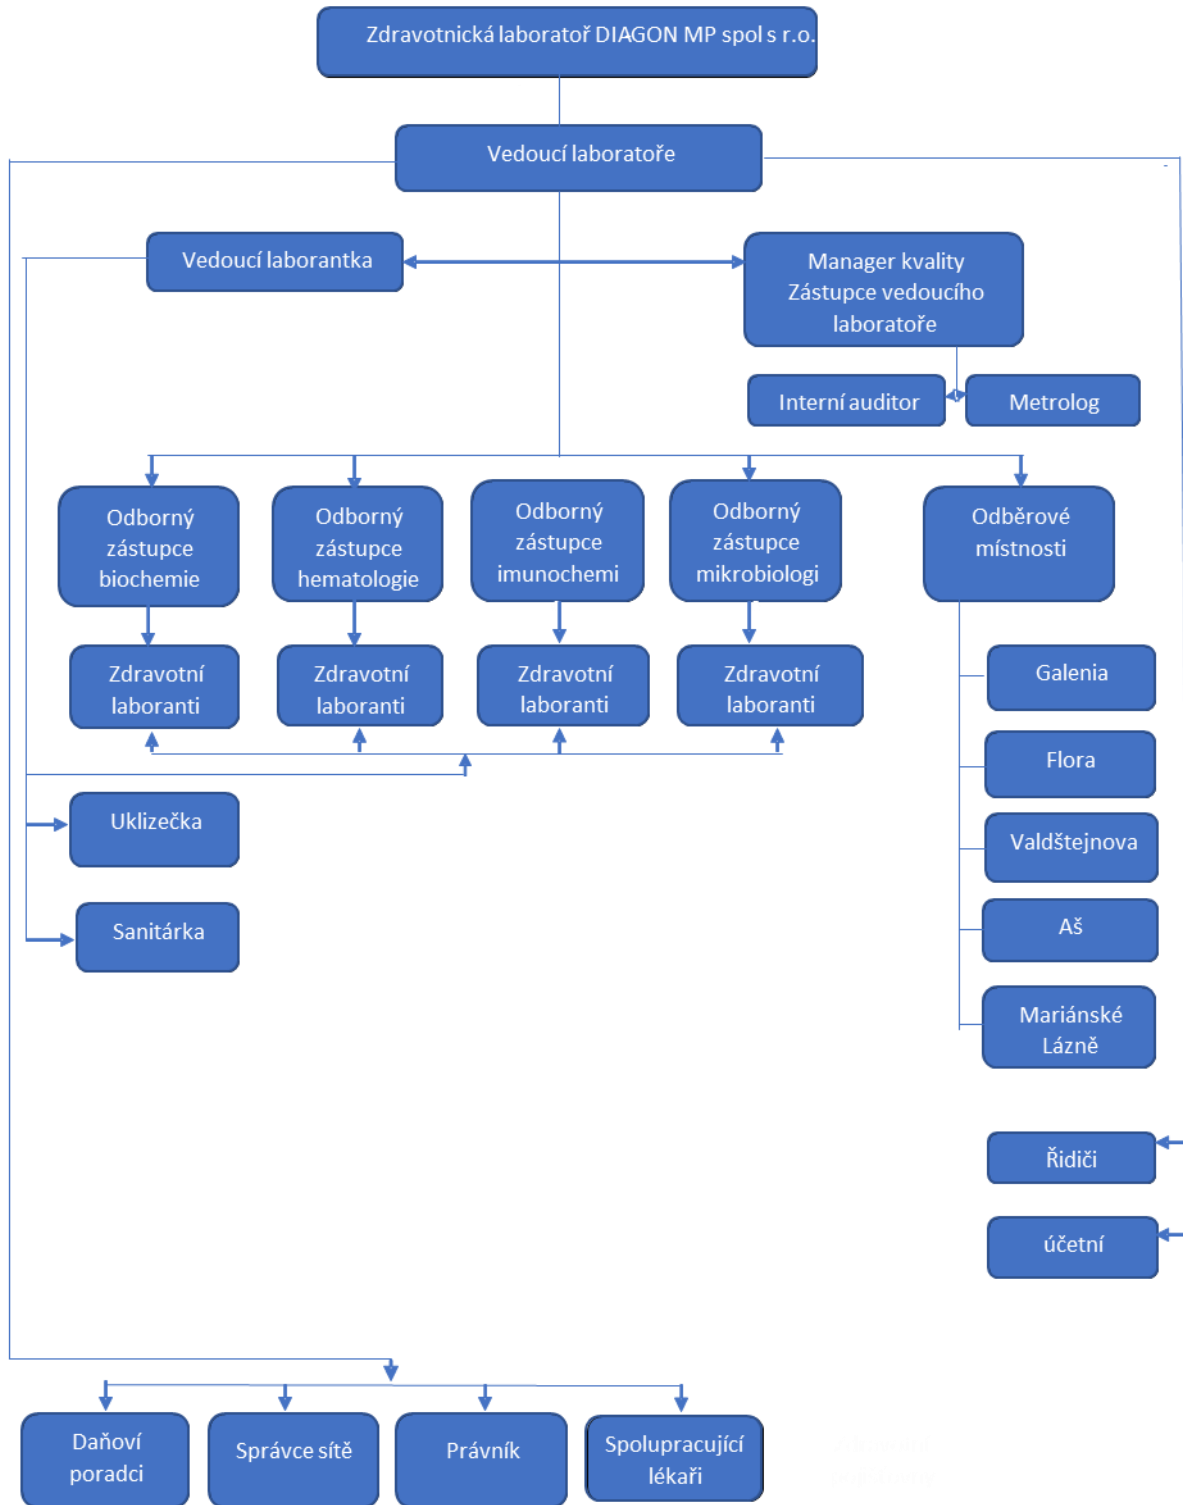 Zdravotnická laboratoř DIAGON MP spol s r.o.
Vedoucí laboratoře
Vedoucí laborantka
Manager kvality
Zástupce vedoucího
laboratoře
Interní auditor
Metrolog
Odborný
zástupce
biochemie
Odborný
zástupce
hematologie
Odborný
zástupce
imunochemi
Odborný
zástupce
mikrobiologi
Odběrové
místnosti
Zdravotní
laboranti
Zdravotní
laboranti
Zdravotní
laboranti
Zdravotní
laboranti
Galenia
Flora
Valdštejnova
Aš
Mariánské
Lázně
Uklizečka
Sanitárka
Řidiči
účetní
Daňoví
poradci
Správce sítě
Právník
Spolupracující
lékaři